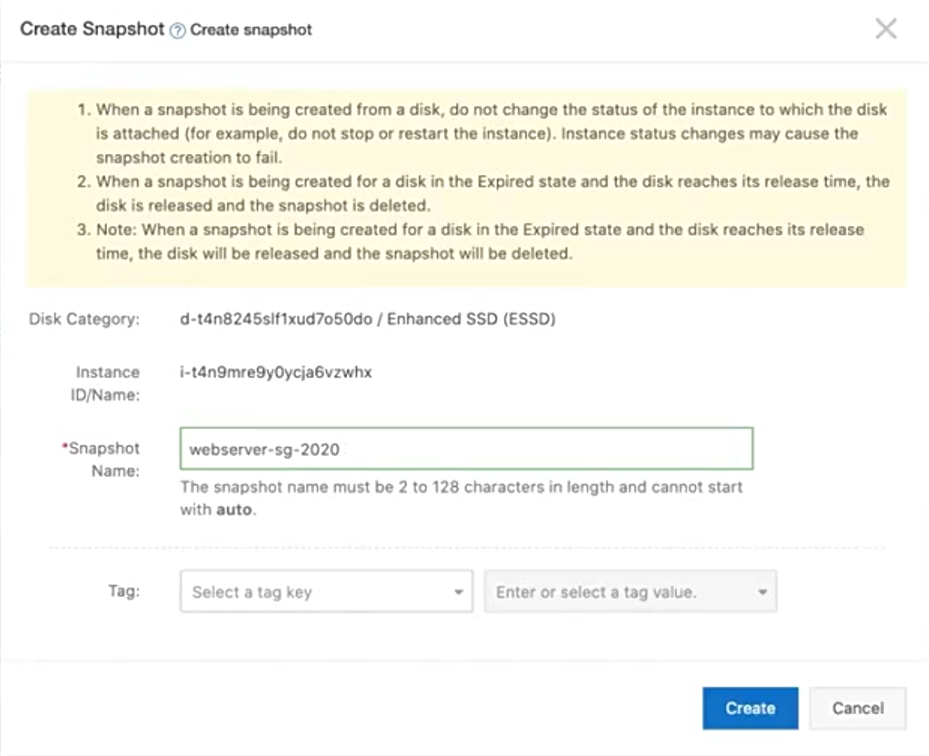 Create Snapshot ? Create snapshot
1. When a snapshot is being created from a disk, do not change the status of the instance to which the disk
is attached (for example, do not stop or restart the instance). Instance status changes may cause the
snapshot creation to fail.
2. When a snapshot is being created for a disk in the Expired state and the disk reaches its release time, the
disk is released and the snapshot is deleted.
3. Note: When a snapshot is being created for a disk in the Expired state and the disk reaches its release
time, the disk will be released and the snapshot will be deleted.
Disk Category: d-t4n8245slf1xud7o50do / Enhanced SSD (ESSD)
Instance
ID/Name: i-t4n9mre9y0ycja6vzwhx
*Snapshot
Name: webserver-sg-2020
The snapshot name must be 2 to 128 characters in length and cannot start
with auto.
Tag: Select a tag key Enter or select a tag value.
Create Cancel